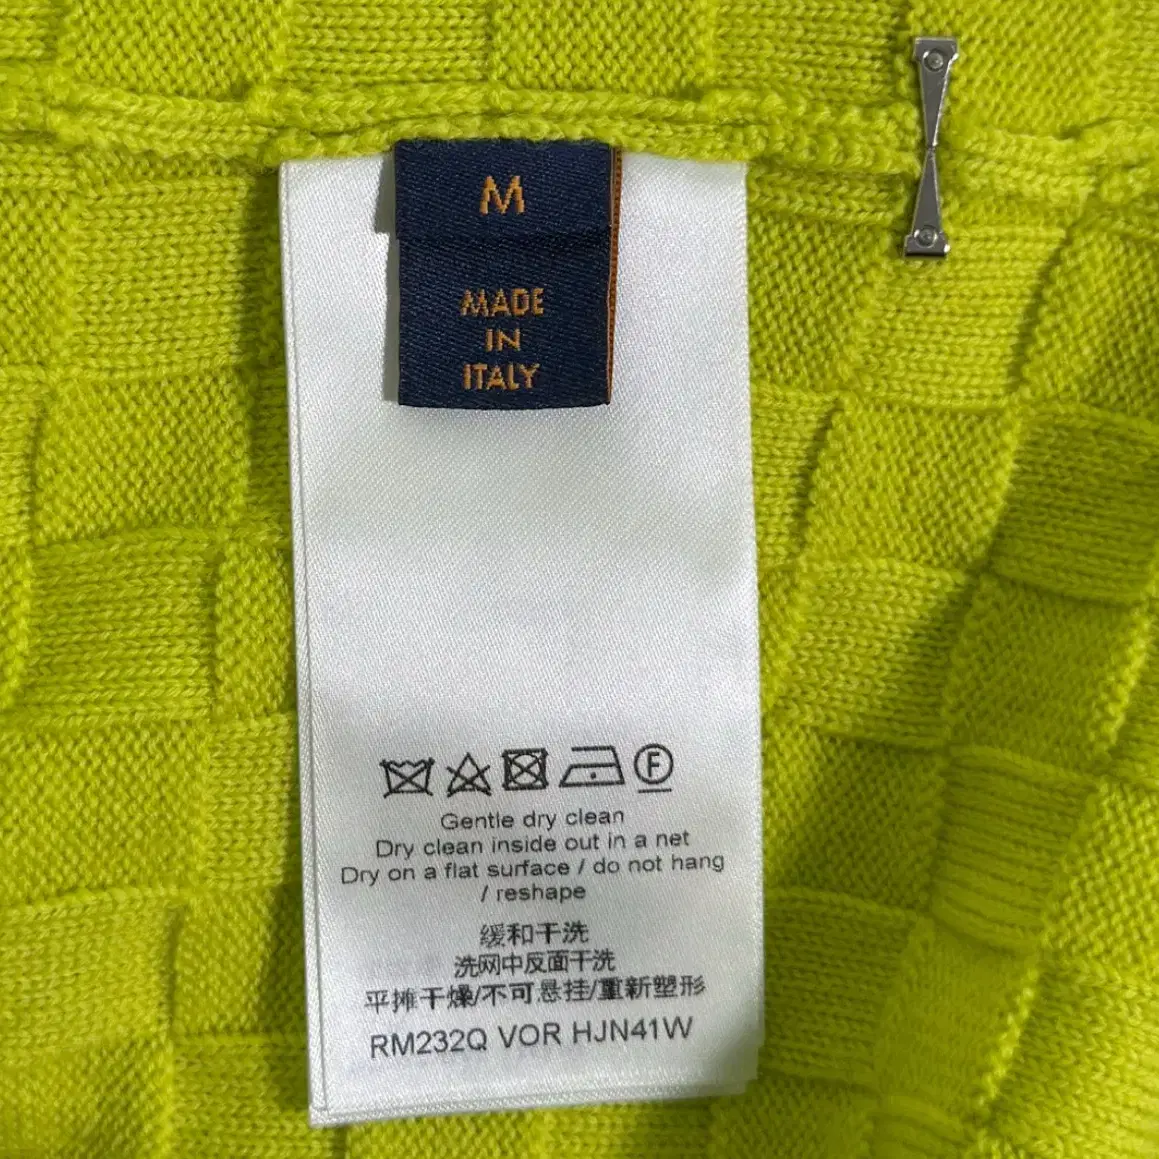 M
MADE
IN
ITALY
F
Gentle dry clean
Dry clean inside out in a net
Dry on a flat surface / do not hang
/ reshape
缓和干洗
洗网中反面干洗
平摊干燥/不可悬挂/重新塑形
RM232Q VOR HJN41W